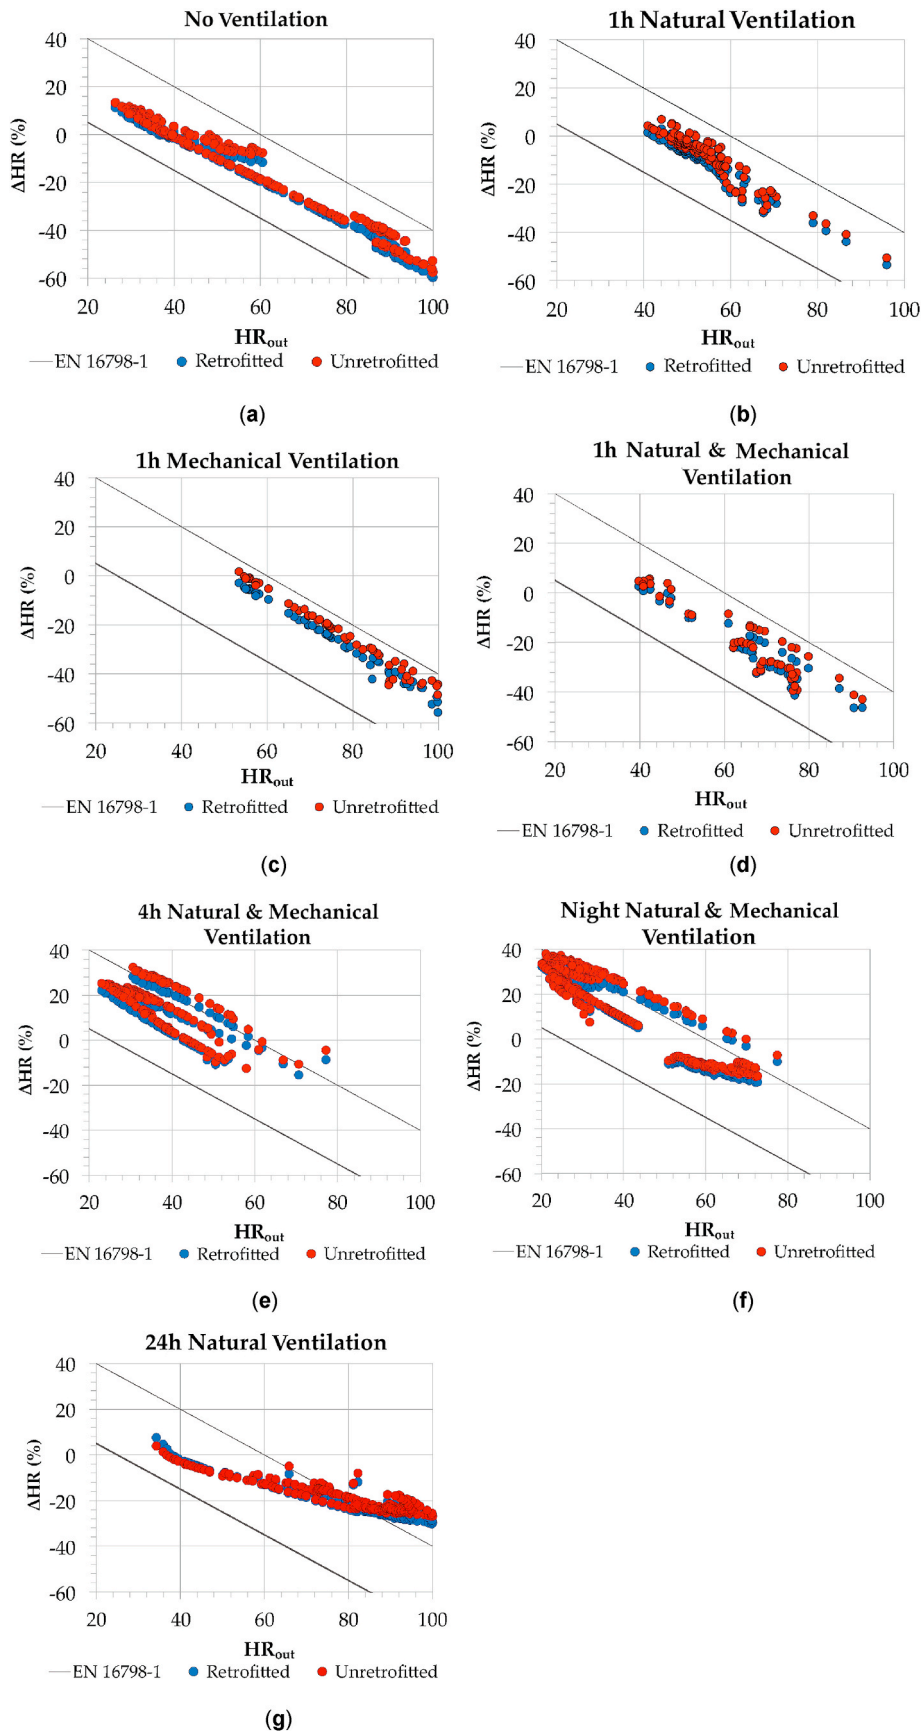 No Ventilation
40
20
0
-20
-40
-60
ΔHR (%)
20 40 60 80 100
HRout
EN 16798-1 Retrofitted Unretrofitted
(a)
1h Natural Ventilation
40
20
0
-20
-40
-60
ΔHR (%)
20 40 60 80 100
HRout
EN 16798-1 Retrofitted Unretrofitted
(b)
1h Mechanical Ventilation
40
20
0
-20
-40
-60
ΔHR (%)
20 40 60 80 100
HRout
EN 16798-1 Retrofitted Unretrofitted
(c)
1h Natural & Mechanical
Ventilation
40
20
0
-20
-40
-60
ΔHR (%)
20 40 60 80 100
HRout
EN 16798-1 Retrofitted Unretrofitted
(d)
4h Natural & Mechanical
Ventilation
40
20
0
-20
-40
-60
ΔHR (%)
20 40 60 80 100
HRout
EN 16798-1 Retrofitted Unretrofitted
(e)
Night Natural & Mechanical
Ventilation
40
20
0
-20
-40
-60
ΔHR (%)
20 40 60 80 100
HRout
EN 16798-1 Retrofitted Unretrofitted
(f)
24h Natural Ventilation
40
20
0
-20
-40
-60
ΔHR (%)
20 40 60 80 100
HRout
EN 16798-1 Retrofitted Unretrofitted
(g)